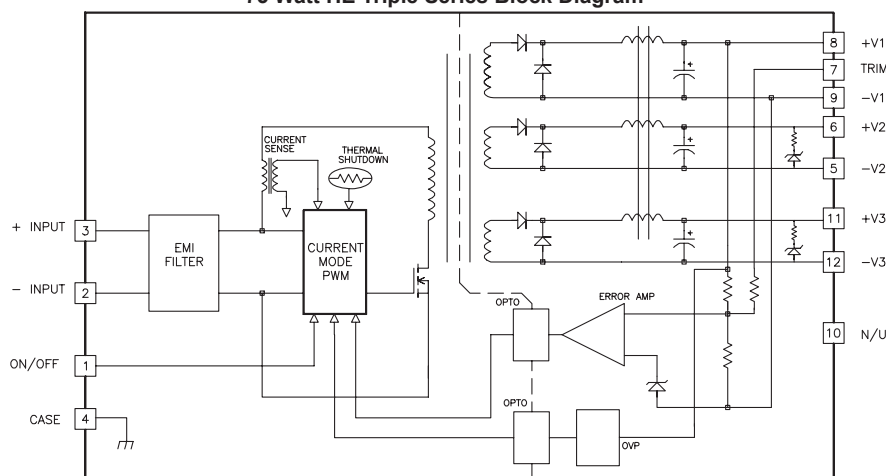 Watt Triple Series Block Diagram
8 +V1
7 TRIM
9 −V1
6 +V2
5 −V2
11 +V3
12 −V3
10 N/U
CURRENT
SENSE
THERMAL
SHUTDOWN
+ INPUT 3
− INPUT 2
ON/OFF 1
CASE 4
EMI
FILTER
CURRENT
MODE
PWM
OPTO
ERROR AMP
OPTO
OVP
+
+
+